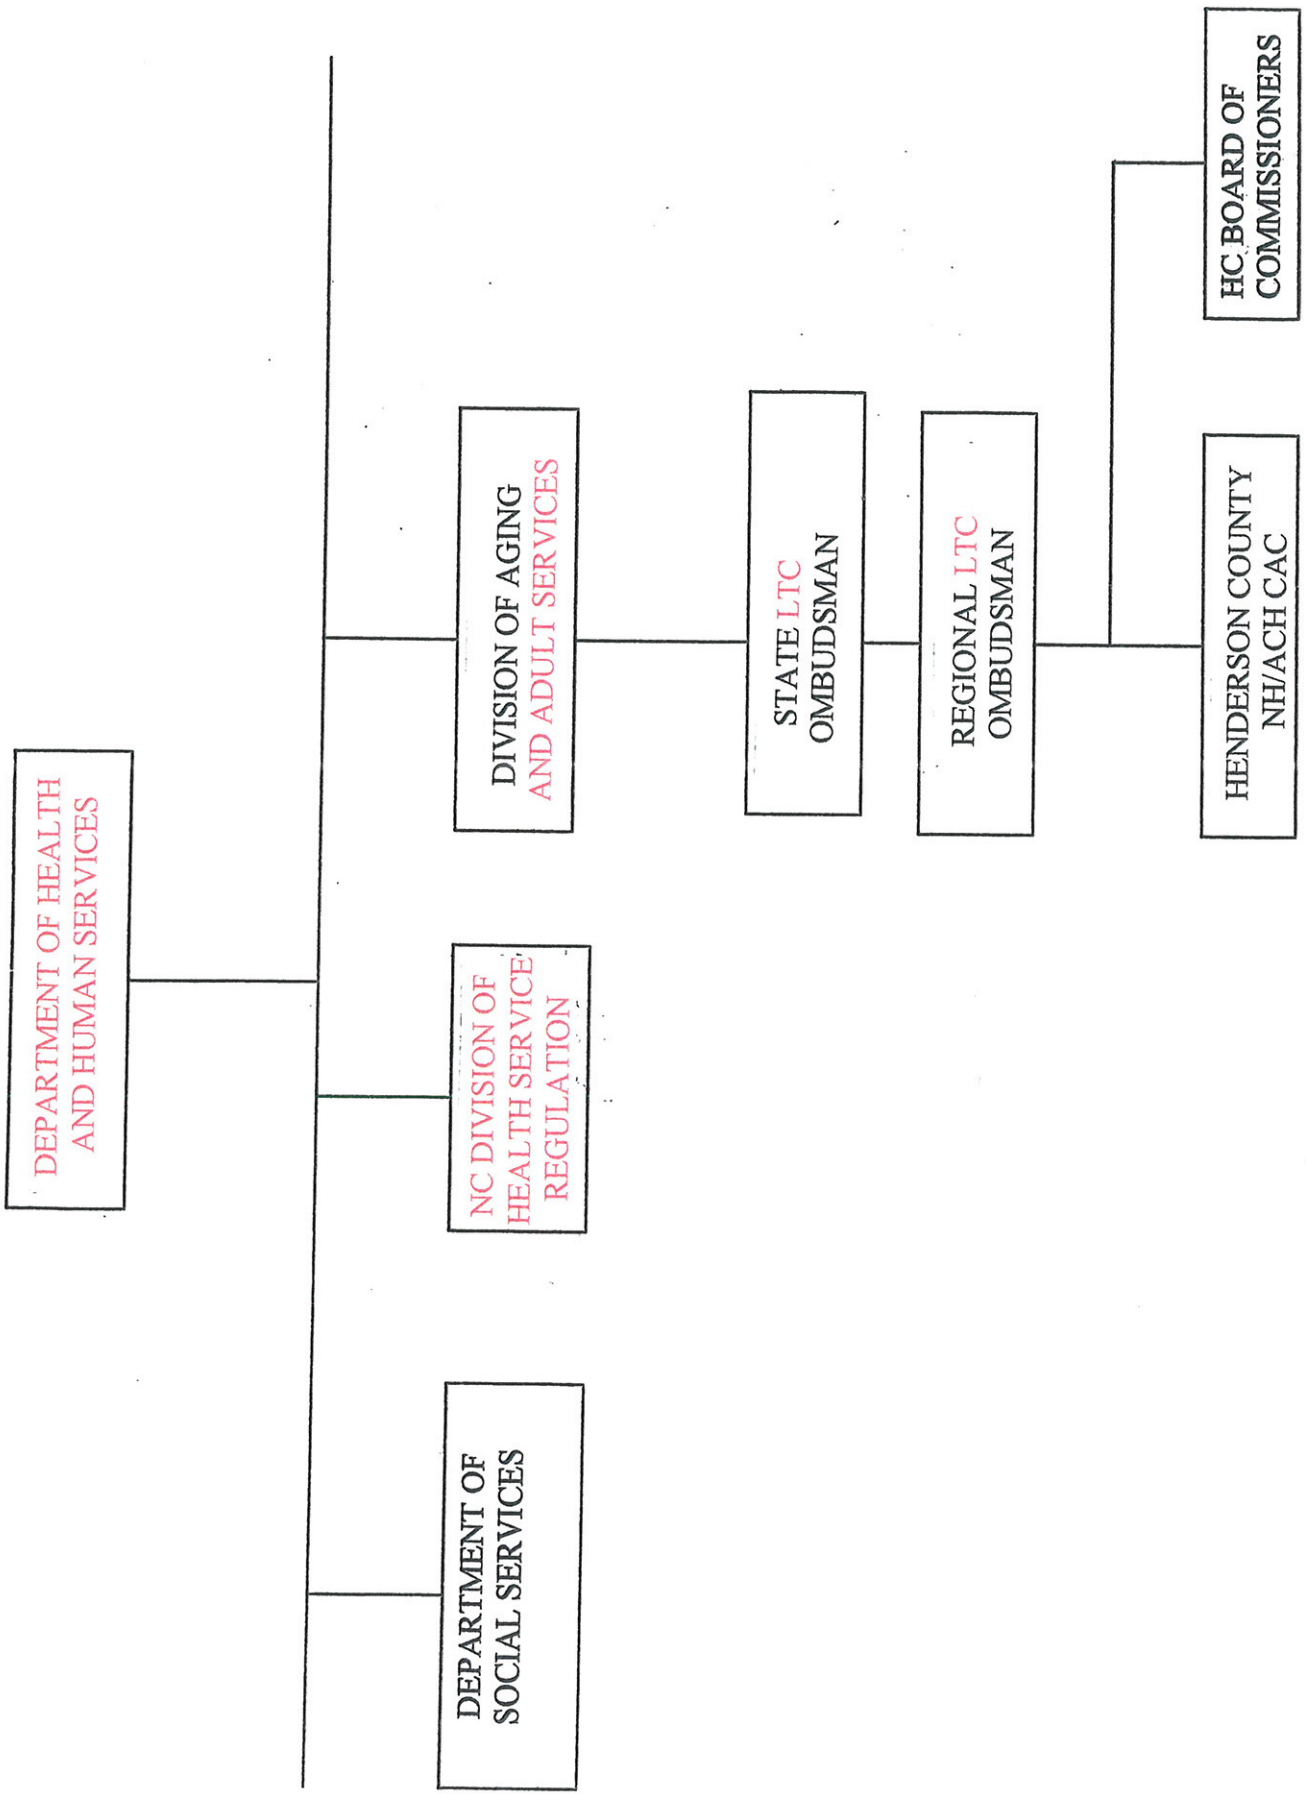 DEPARTMENT OF HEALTH
AND HUMAN SERVICES
DEPARTMENT OF
SOCIAL SERVICES
NC DIVISION OF
HEALTH SERVICE
REGULATION
DIVISION OF AGING
AND ADULT SERVICES
STATE LTC
OMBUDSMAN
REGIONAL LTC
OMBUDSMAN
HENDERSON COUNTY
NH/ACH CAC
HC BOARD OF
COMMISSIONERS